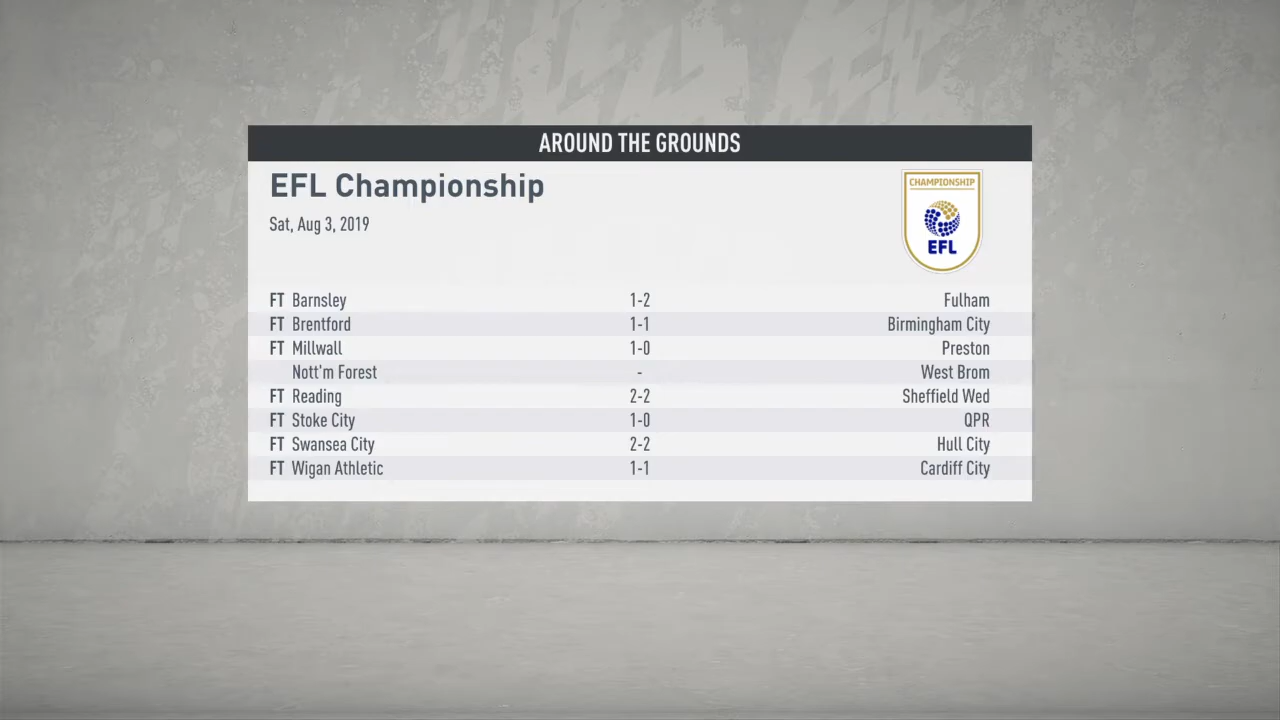 AROUND THE GROUNDS
EFL Championship
Sat, Aug 3, 2019
CHAMPIONSHIP
EFL
FT Barnsley 1-2 Fulham
FT Brentford 1-1 Birmingham City
FT Millwall 1-0 Preston
Nott'm Forest - West Brom
FT Reading 2-2 Sheffield Wed
FT Stoke City 1-0 QPR
FT Swansea City 2-2 Hull City
FT Wigan Athletic 1-1 Cardiff City